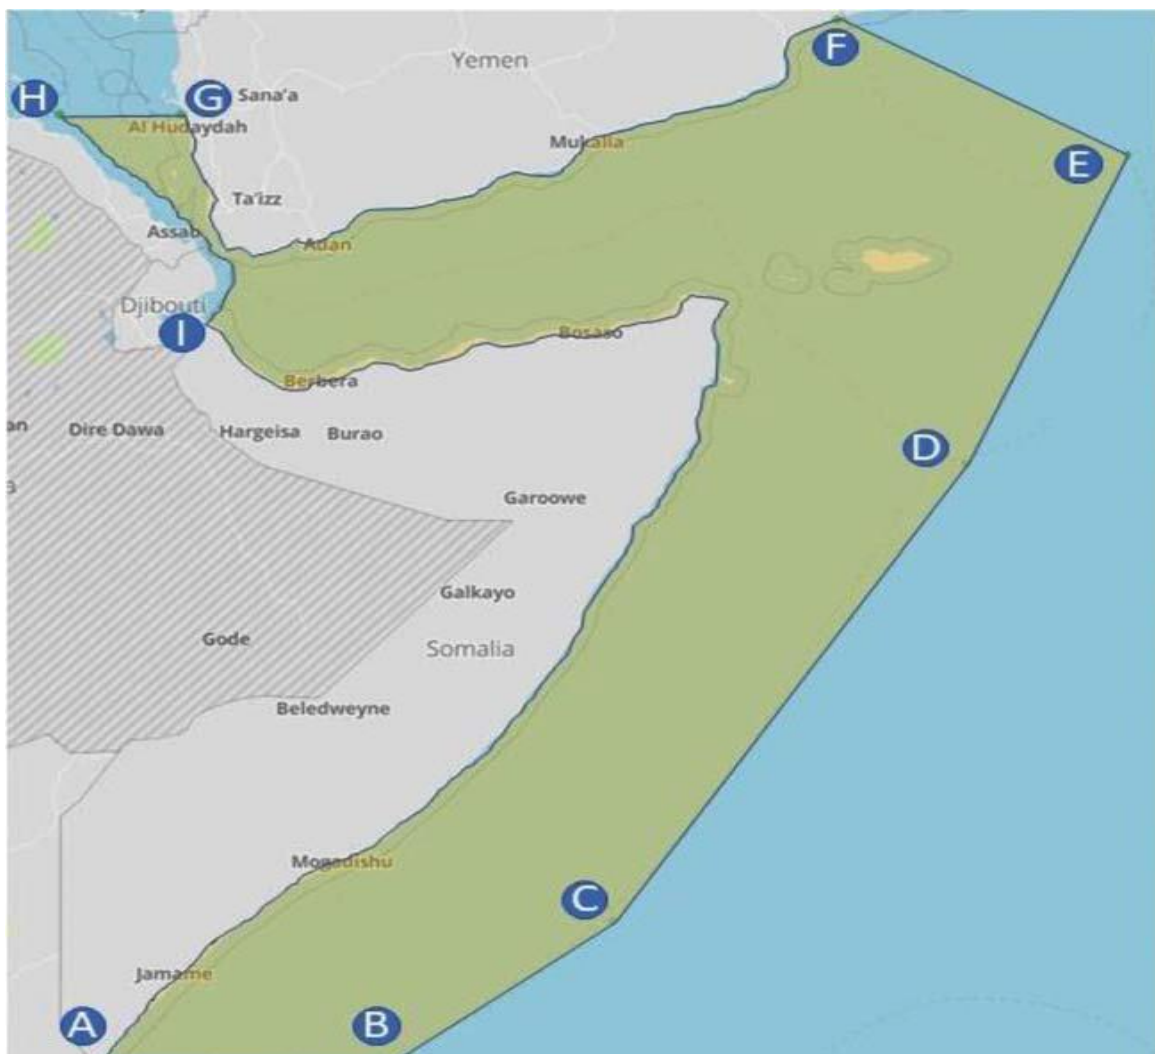 F
Yemen
H
G
Sana'a
Al Hudaydah
Mukalla
E
Ta'izz
Assab
Adan
Djibouti
I
Bosaso
Berbera
Dire Dawa
Hargeisa
Burao
D
Garoowe
Galkayo
Gode
Somalia
Beledweyne
Mogadishu
C
Jamame
A
B